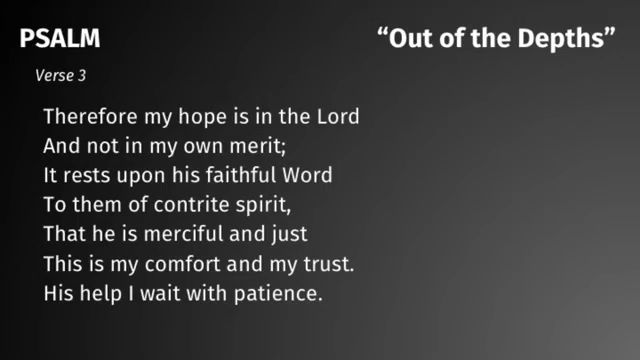 PSALM
“Out of the Depths”
Verse 3
Therefore my hope is in the Lord
And not in my own merit;
It rests upon his faithful Word
To them of contrite spirit,
That he is merciful and just
This is my comfort and my trust.
His help I wait with patience.